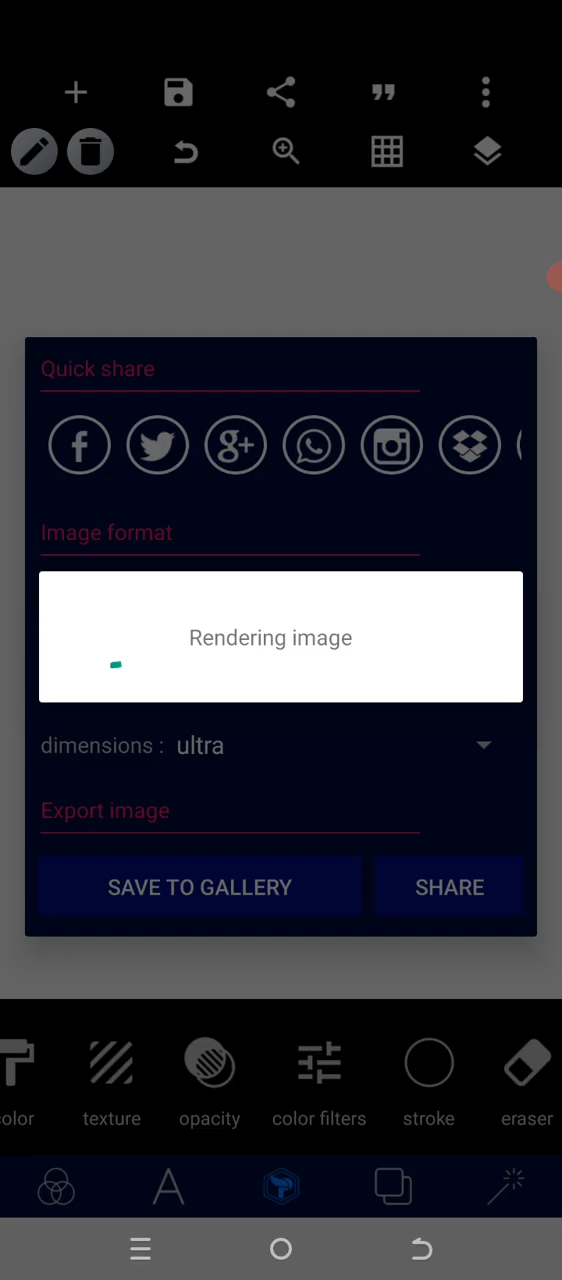 Quick share
Image format
Rendering image
dimensions : ultra
Export image
SAVE TO GALLERY SHARE
olor texture opacity color filters stroke eraser